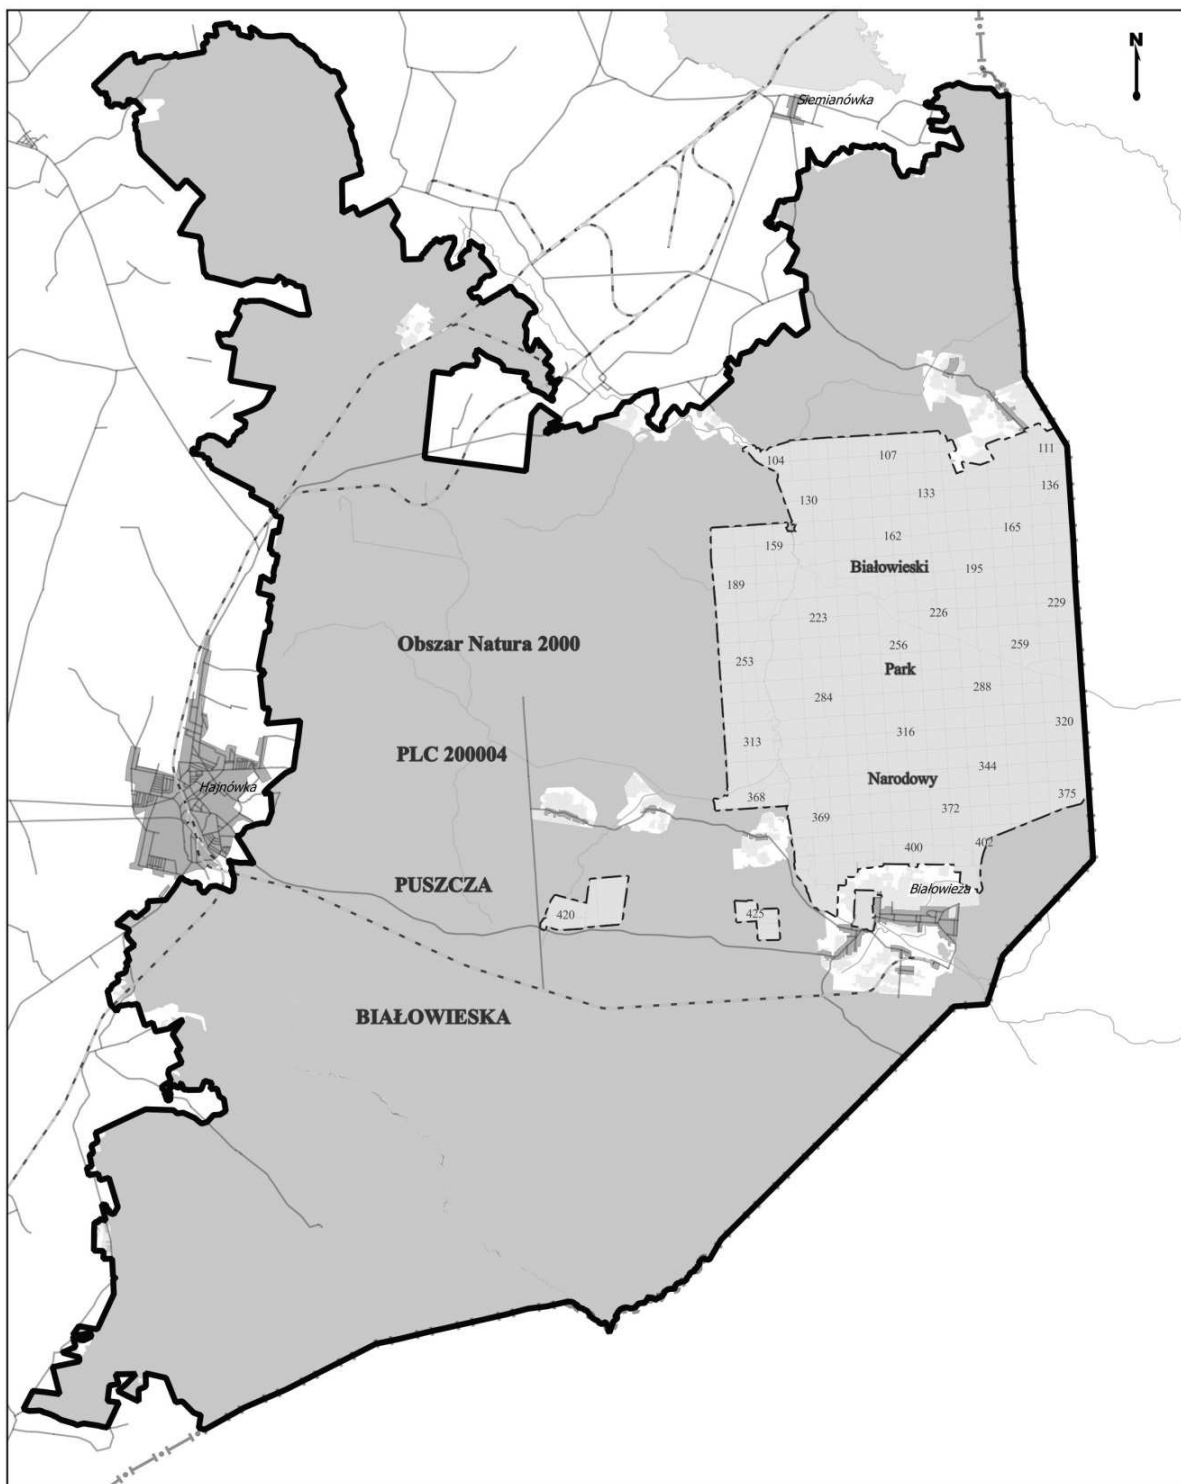 N
Siemianówka
104
107
111
130
133
136
159
162
165
Białowieski
189
195
223
226
229
Obszar Natura 2000
253
256
259
Park
284
288
313
316
320
PLC 200004
Hajnówka
344
Narodowy
368
369
372
375
400
402
PUSZCZA
Białowieża
420
425
BIAŁOWIESKA